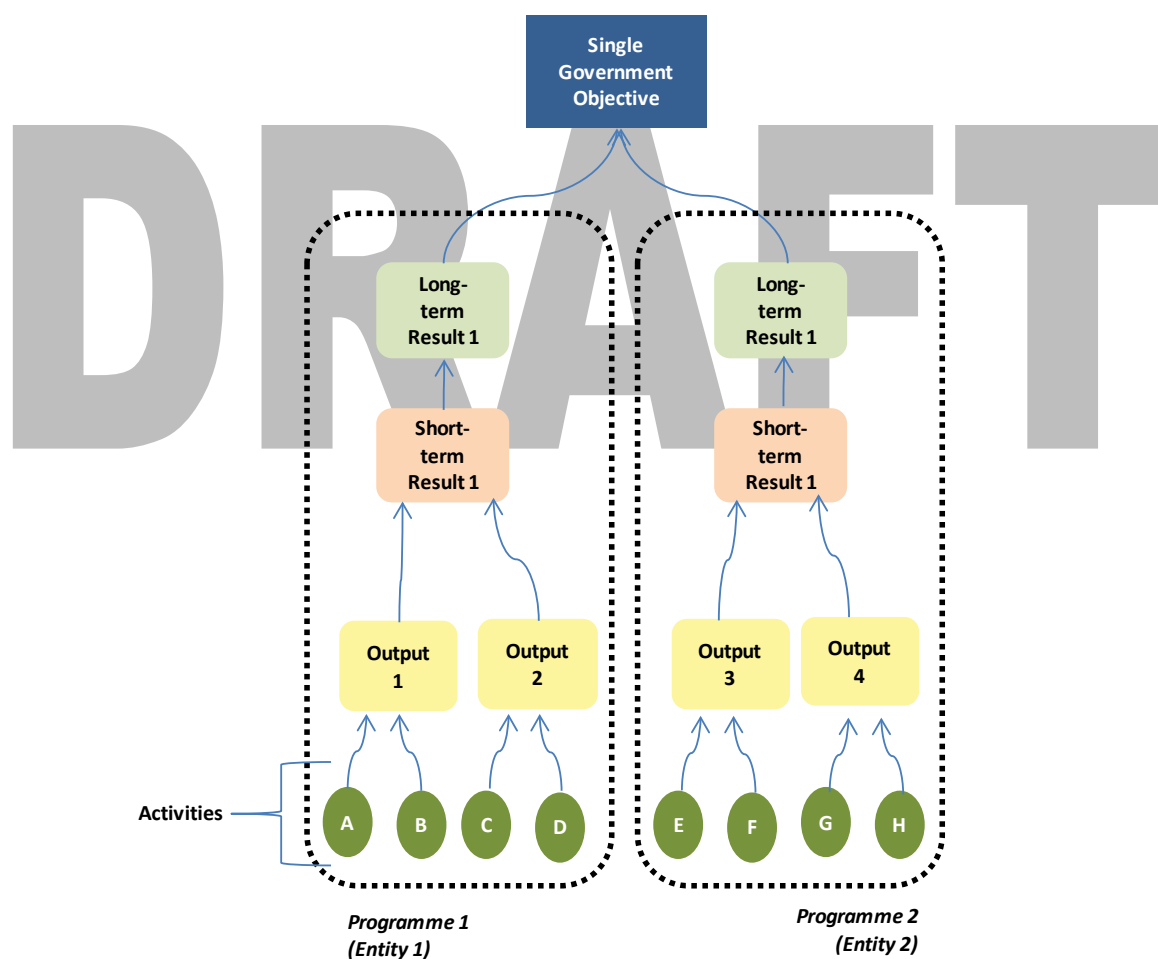 DRAFT
Single
Government
Objective
Long-
term
Result 1
Long-
term
Result 1
Short-
term
Result 1
Short-
term
Result 1
Output
1
Output
2
Output
3
Output
4
Activities
A
B
C
D
E
F
G
H
Programme 1
(Entity 1)
Programme 2
(Entity 2)